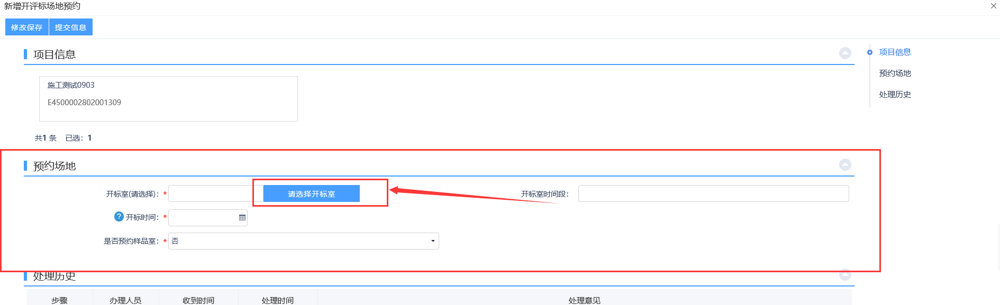 新增开评标场地预约
修改保存 提交信息
项目信息
施工测试0903
E4500002802001309
共1 条 已选：1
项目信息
预约场地
处理历史
预约场地
开标室(请选择)：* 请选择开标室 开标室时间段：
? 开标时间：*
是否预约样品室：* 否
处理历史
步骤 办理人员 收到时间 处理时间 处理意见